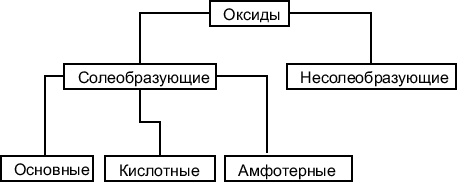 Оксиды
Солеобразующие
Несолеобразующие
Основные
Кислотные
Амфотерные